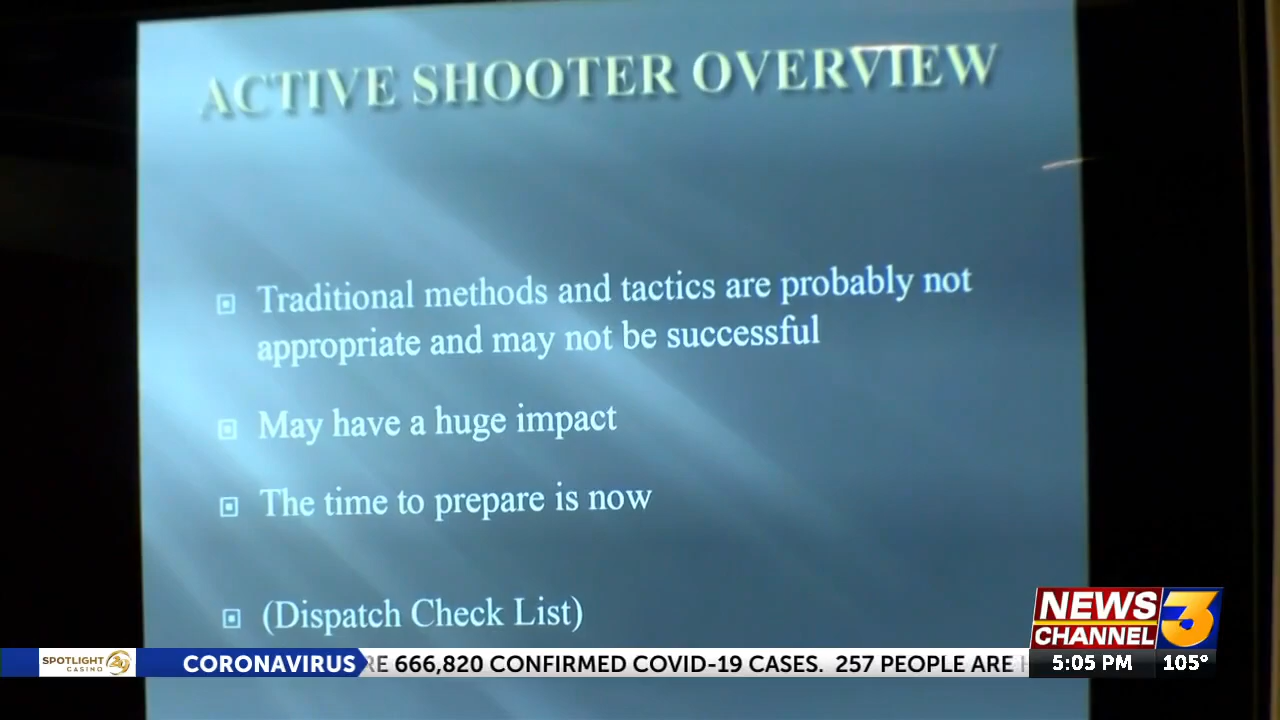 ACTIVE SHOOTER OVERVIEW
Traditional methods and tactics are probably not
appropriate and may not be successful
May have a huge impact
The time to prepare is now
(Dispatch Check List)
NEWS
CHANNEL 3
SPOTLIGHT 29
CASINO
CORONAVIRUS
RE 666,820 CONFIRMED COVID-19 CASES. 257 PEOPLE ARE
5:05 PM 105°